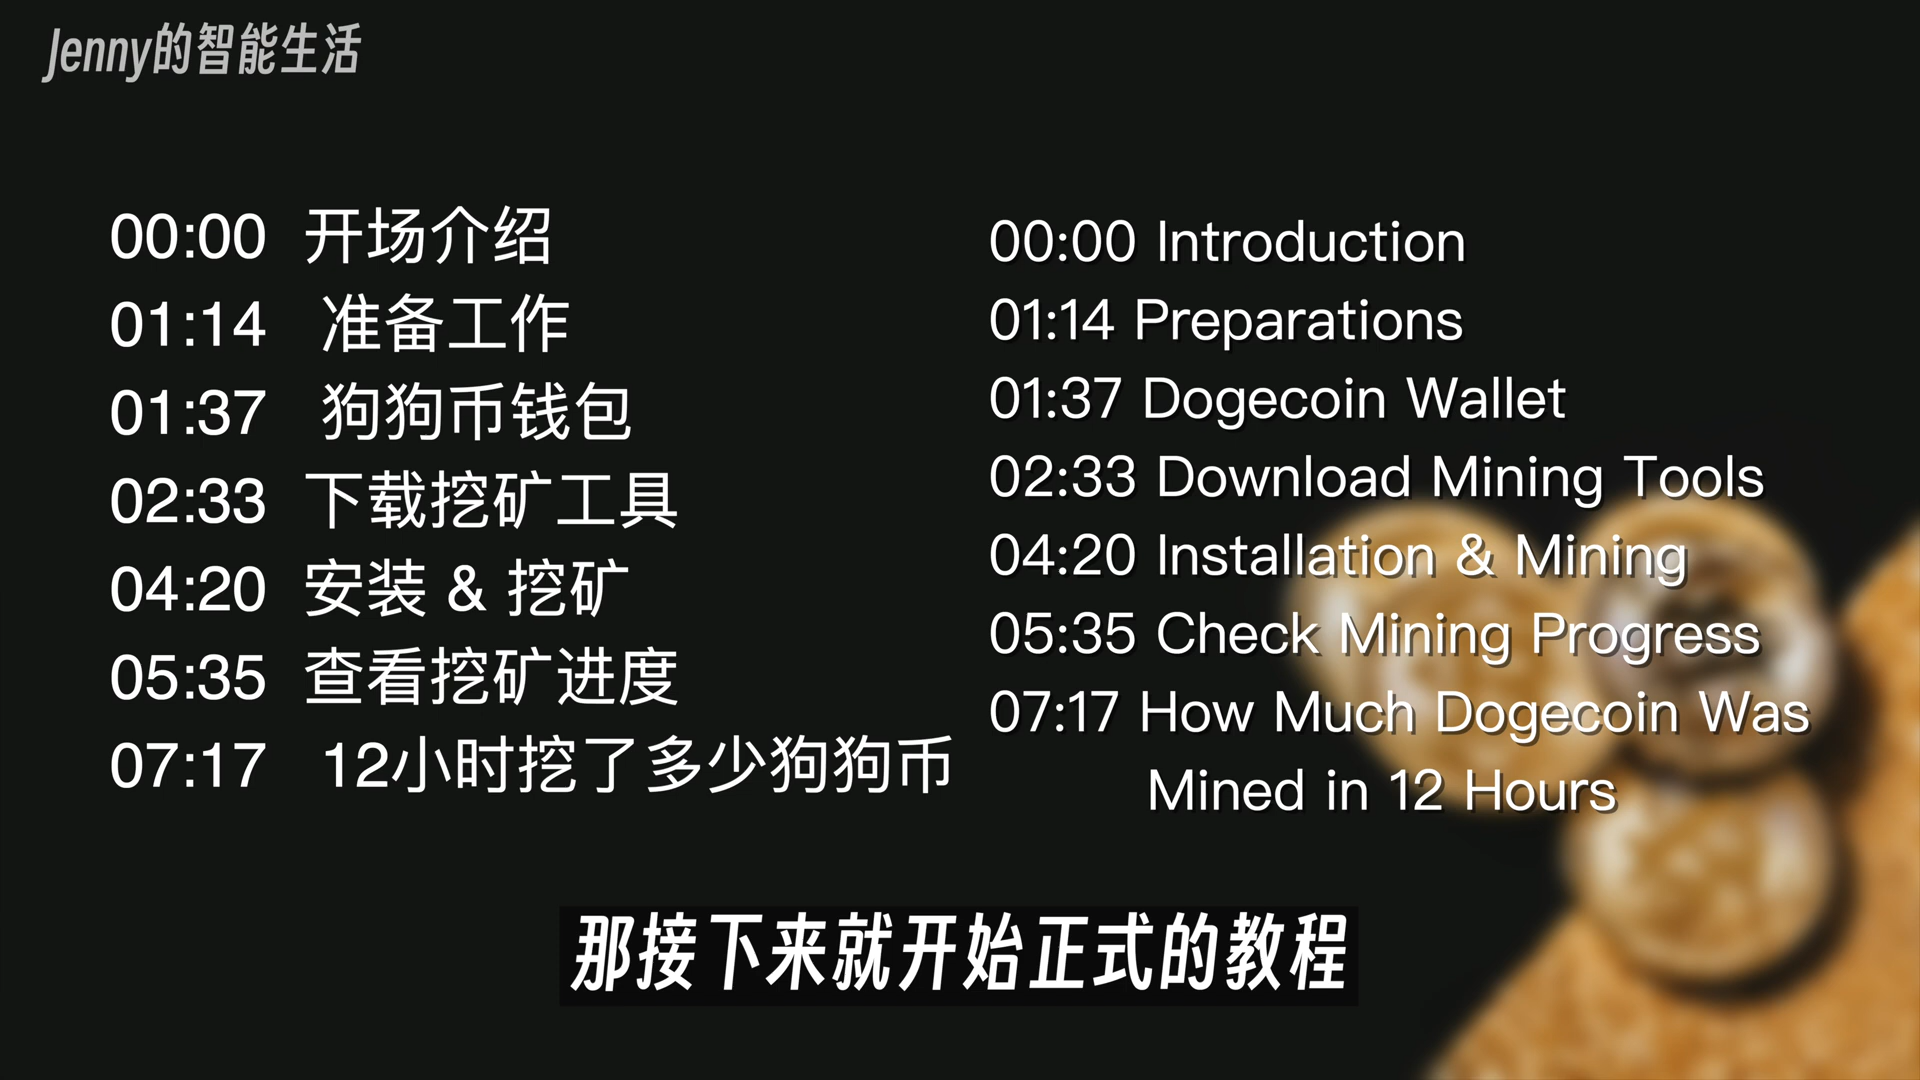 Jenny的智能生活
00:00 开场介绍
01:14 准备工作
01:37 狗狗币钱包
02:33 下载挖矿工具
04:20 安装 & 挖矿
05:35 查看挖矿进度
07:17 12小时挖了多少狗狗币
00:00 Introduction
01:14 Preparations
01:37 Dogecoin Wallet
02:33 Download Mining Tools
04:20 Installation & Mining
05:35 Check Mining Progress
07:17 How Much Dogecoin Was
Mined in 12 Hours
那接下来就开始正式的教程